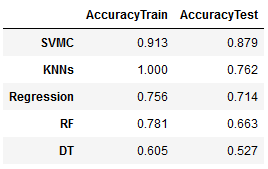 AccuracyTrain AccuracyTest
SVMC 0.913 0.879
KNNs 1.000 0.762
Regression 0.756 0.714
RF 0.781 0.663
DT 0.605 0.527